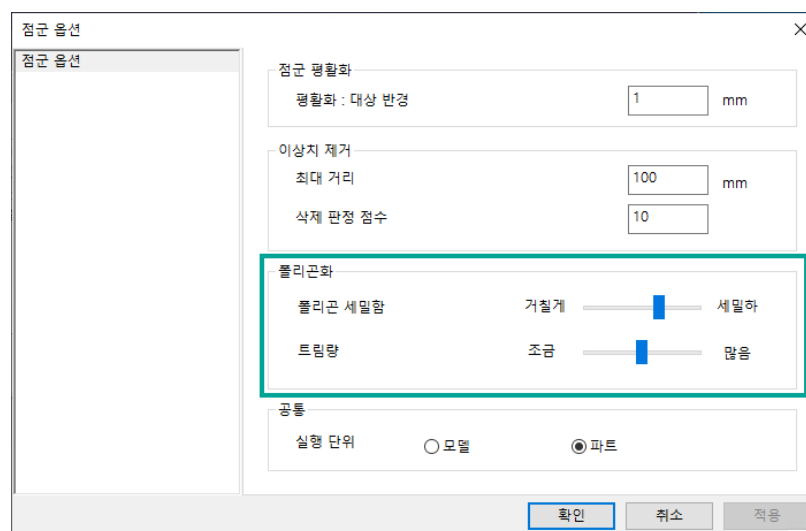 점군 옵션
점군 옵션
점군 평활화
평활화 : 대상 반경 1 mm
이상치 제거
최대 거리 100 mm
삭제 판정 점수 10
폴리곤화
폴리곤 세밀함 거칠게 세밀하
트림량 조금 많음
공통
실행 단위 모델 파트
확인 취소 적용